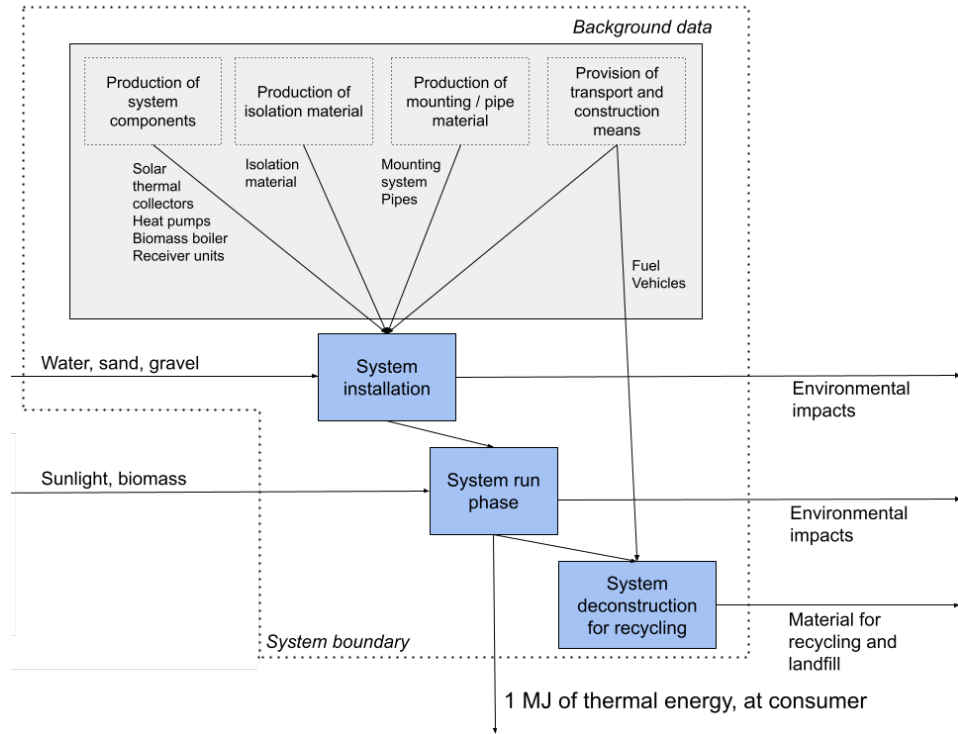 Background data
Production of
system
components
Production of
isolation material
Production of
mounting / pipe
material
Provision of
transport and
construction
means
Solar
thermal
collectors
Heat pumps
Biomass boiler
Receiver units
Isolation
material
Mounting
system
Pipes
Fuel
Vehicles
Water, sand, gravel
System
installation
Environmental
impacts
Sunlight, biomass
System run
phase
Environmental
impacts
System
deconstruction
for recycling
Material for
recycling and
landfill
System boundary
1 MJ of thermal energy, at consumer